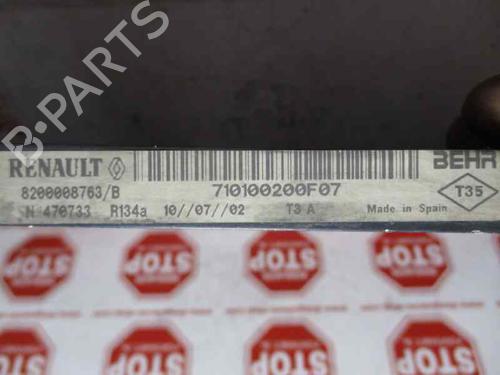 B-PARTS
RENAULT
BEHR
8200008763/B
710100200F07
T35
N 470733 R134a 10//07//02 T3 A Made in Spain
STOP
STOP
STOP
STOP
STOP
STOP
STOP
STOP
STOP